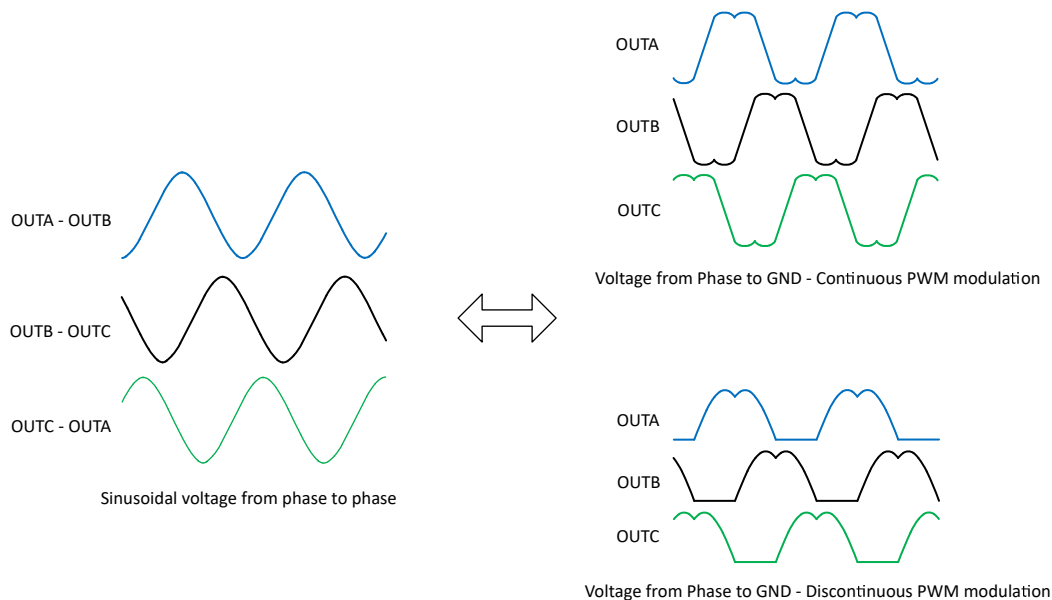 OUTA - OUTB
OUTB - OUTC
OUTC - OUTA
Sinusoidal voltage from phase to phase
OUTA
OUTB
OUTC
Voltage from Phase to GND - Continuous PWM modulation
OUTA
OUTB
OUTC
Voltage from Phase to GND - Discontinuous PWM modulation